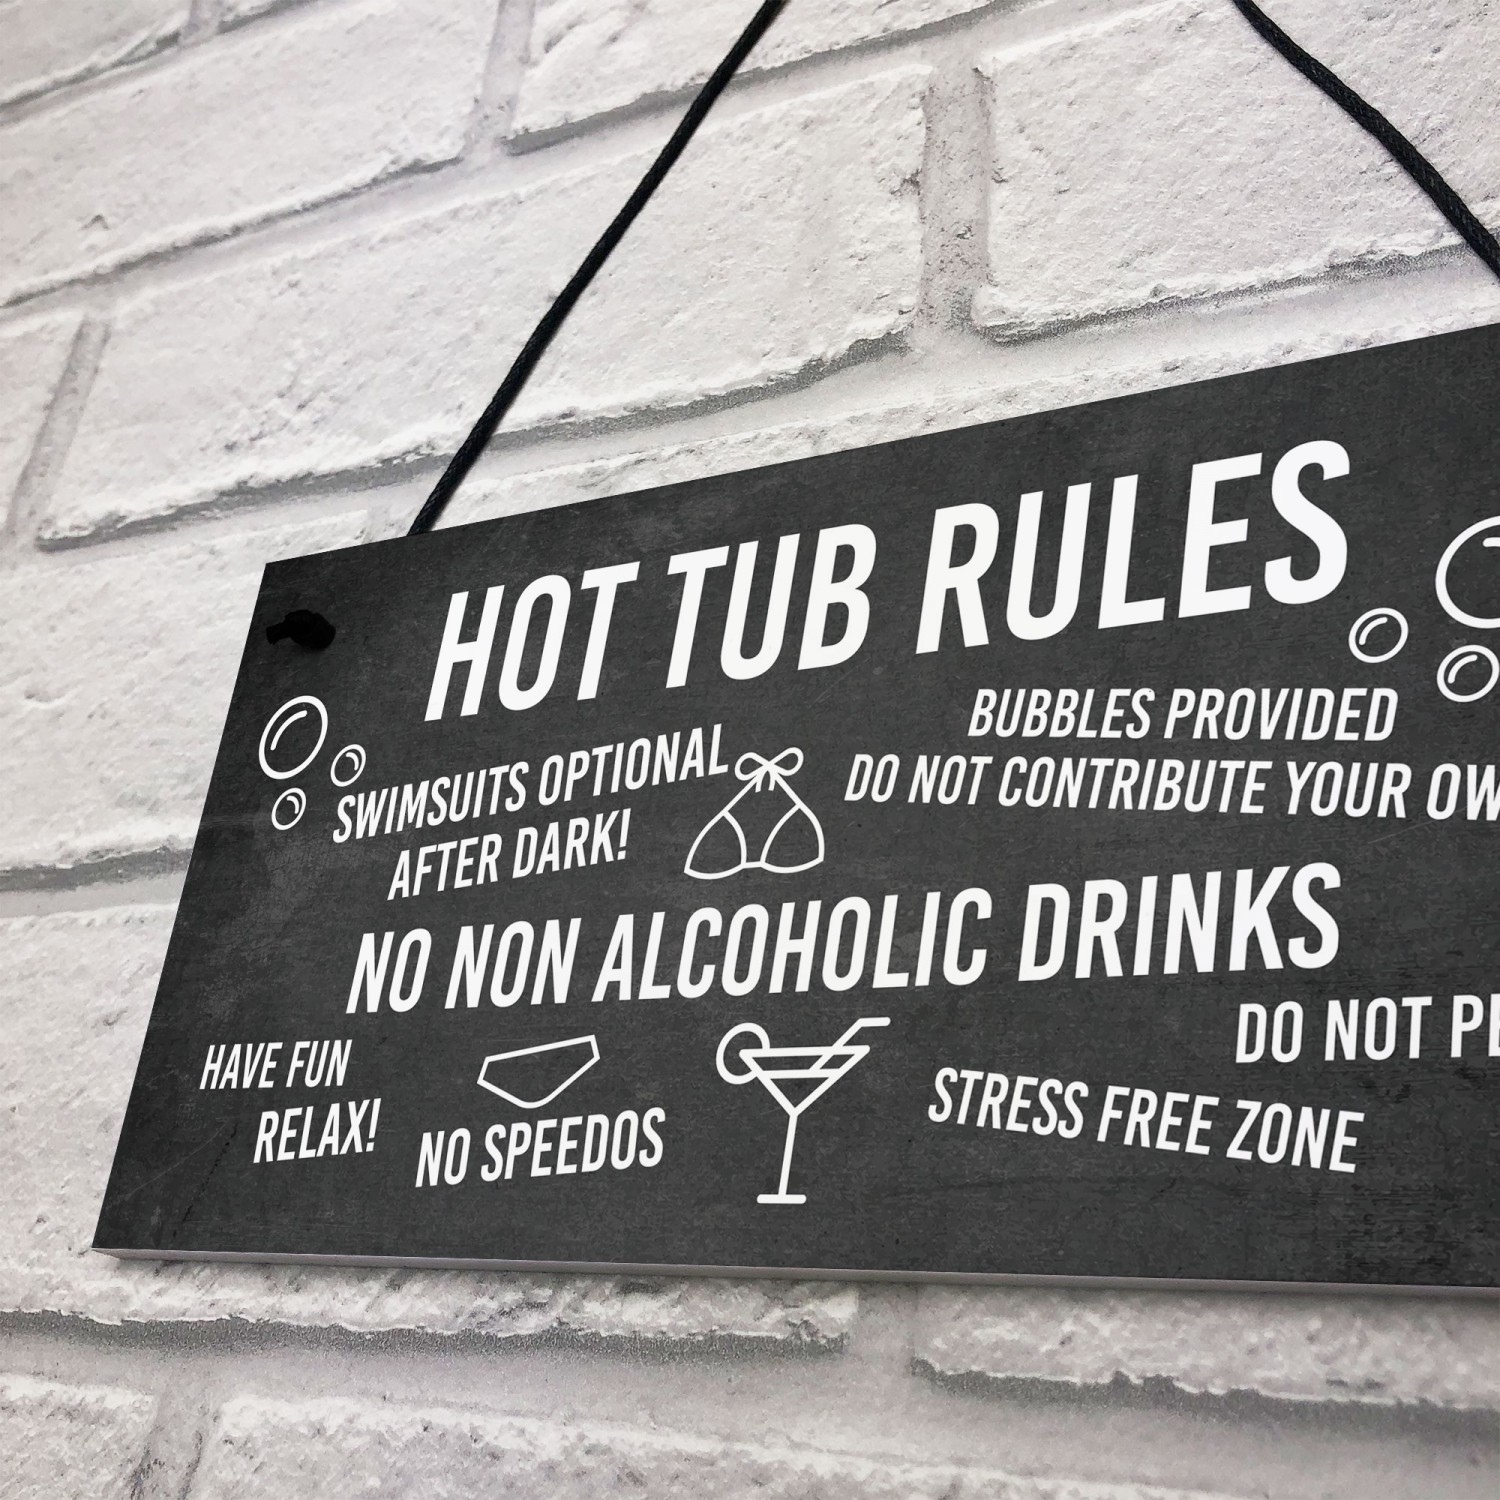 HOT TUB RULES
SWIMSUITS OPTIONAL
AFTER DARK!
BUBBLES PROVIDED
DO NOT CONTRIBUTE YOUR
NO NON ALCOHOLIC DRINKS
DO NOT
HAVE FUN
RELAX!
NO SPEEDOS
STRESS FREE ZONE